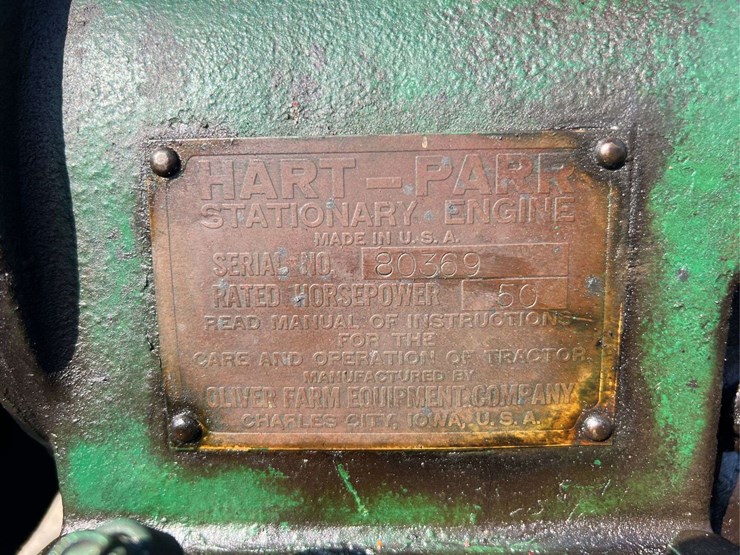 HART-PARR
STATIONARY ENGINE
MADE IN U.S.A.
SERIAL NO. 80369
RATED HORSEPOWER 50
READ MANUAL OF INSTRUCTIONS
FOR THE
CARE AND OPERATION OF TRACTOR.
MANUFACTURED BY
OLIVER FARM EQUIPMENT COMPANY
CHARLES CITY, IOWA, U.S.A.